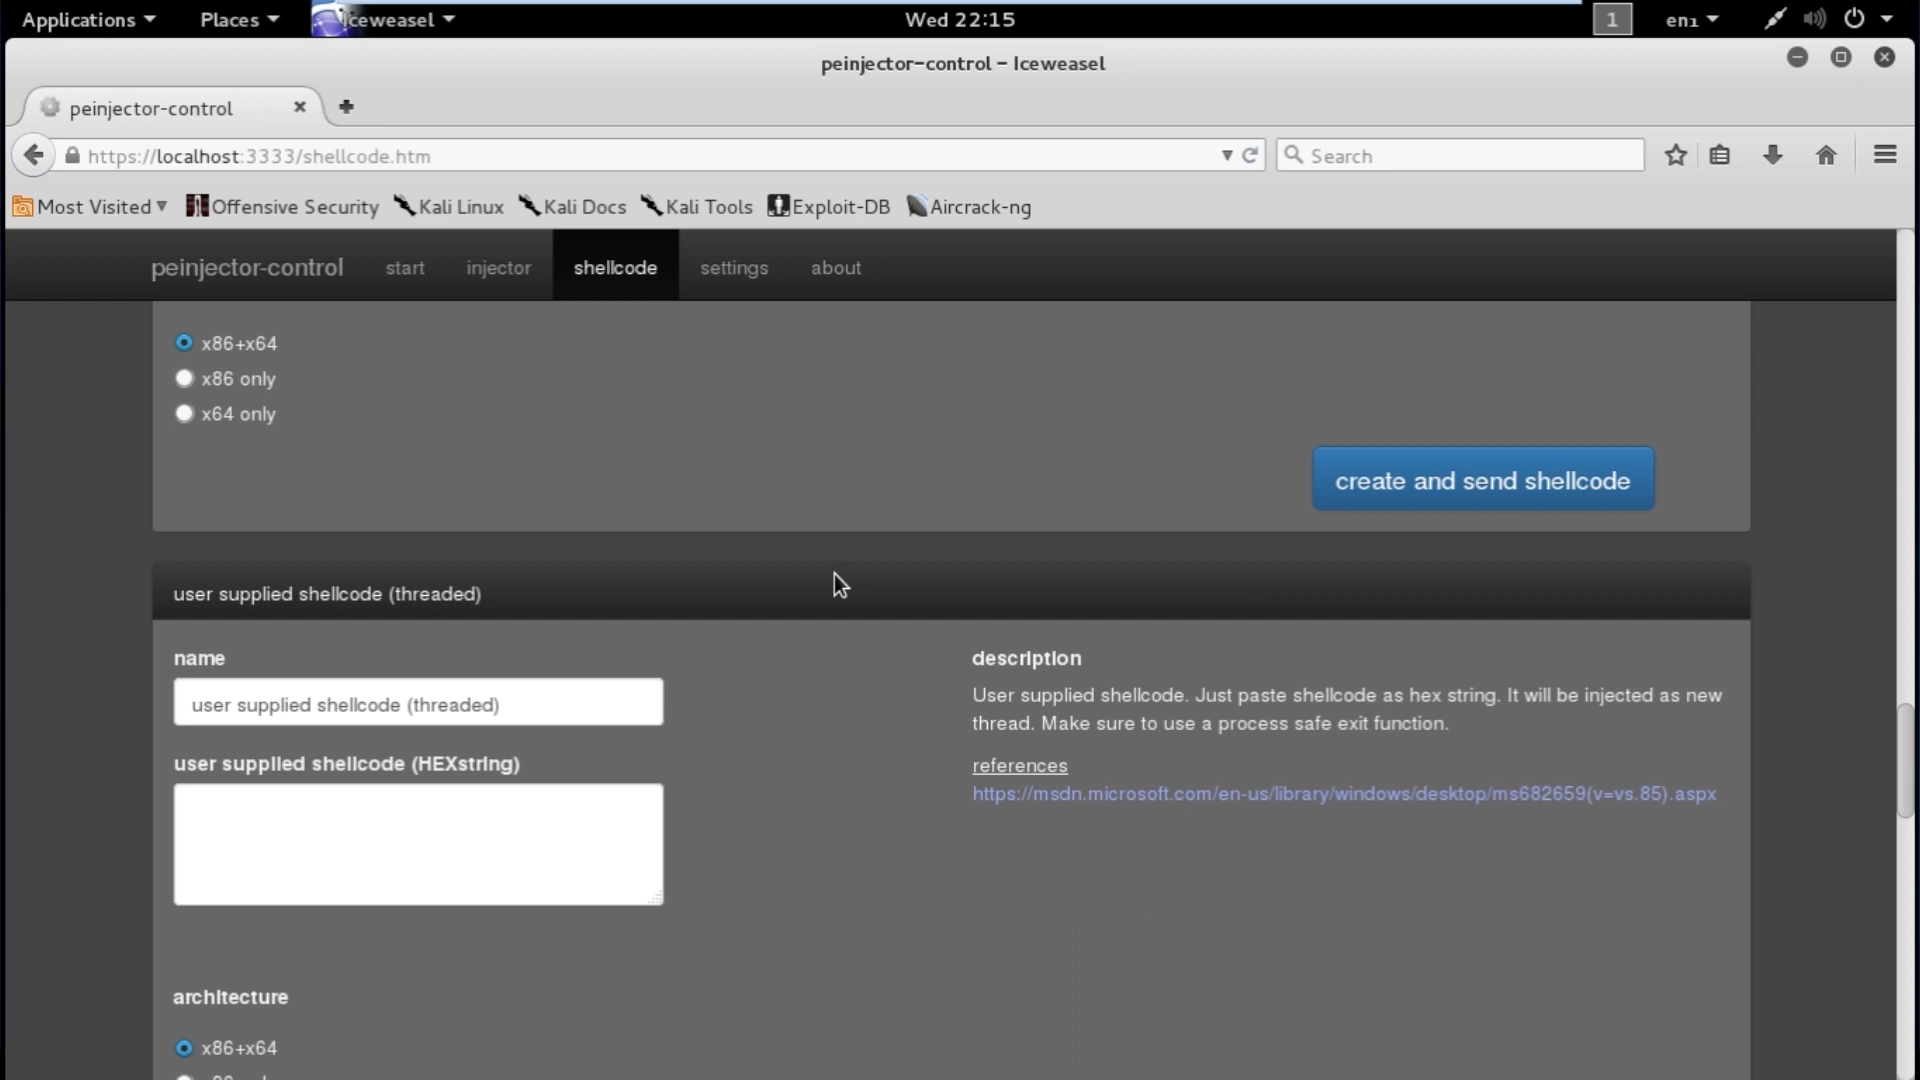 Applications Places Iceweasel Wed 22:15 1 en1
peinjector-control - Iceweasel
peinjector-control
https://localhost:3333/shellcode.htm Search
Most Visited Offensive Security Kali Linux Kali Docs Kali Tools Exploit-DB Aircrack-ng
peinjector-control start injector shellcode settings about
x86+x64
x86 only
x64 only
create and send shellcode
user supplied shellcode (threaded)
name
user supplied shellcode (threaded)
user supplied shellcode (HEXstring)
description
User supplied shellcode. Just paste shellcode as hex string. It will be injected as new
thread. Make sure to use a process safe exit function.
references
https://msdn.microsoft.com/en-us/library/windows/desktop/ms682659(v=vs.85).aspx
architecture
x86+x64